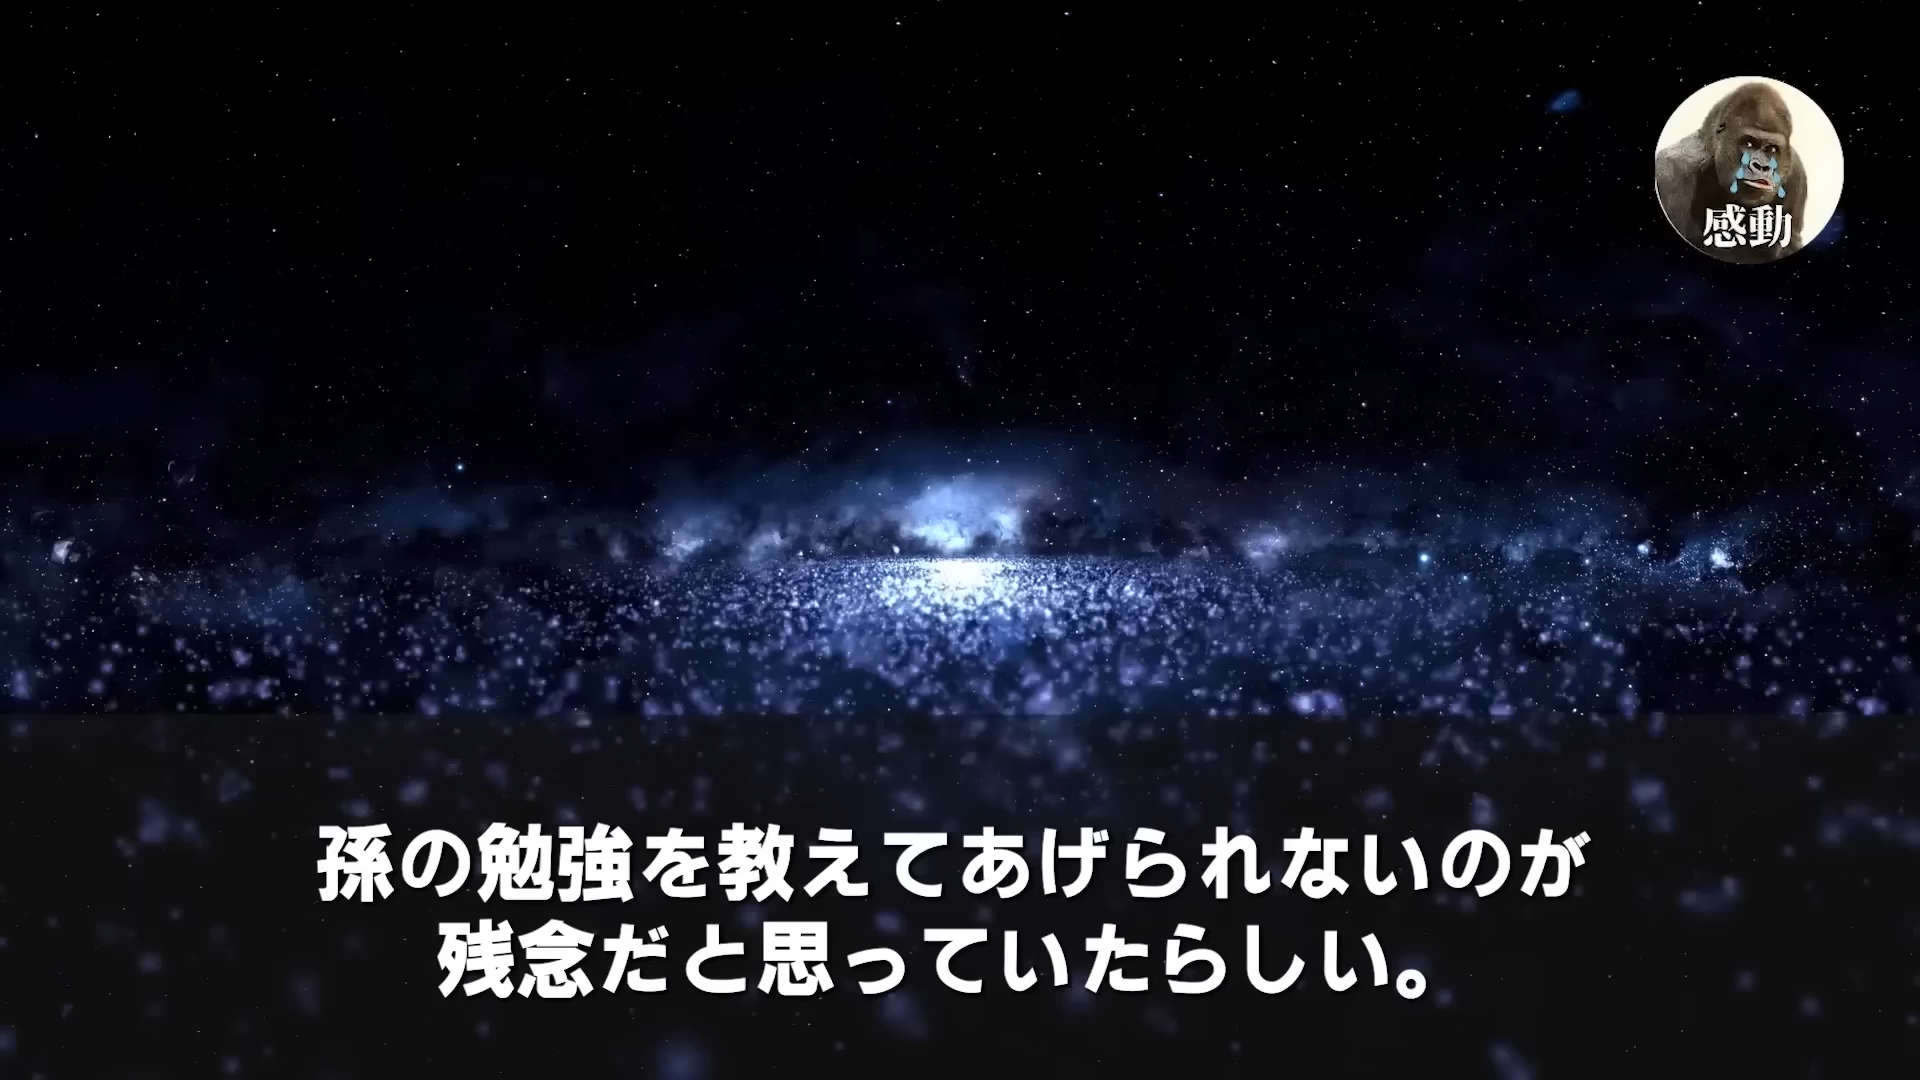 感動
孫の勉強を教えてあげられないのが
残念だと思っていたらしい。